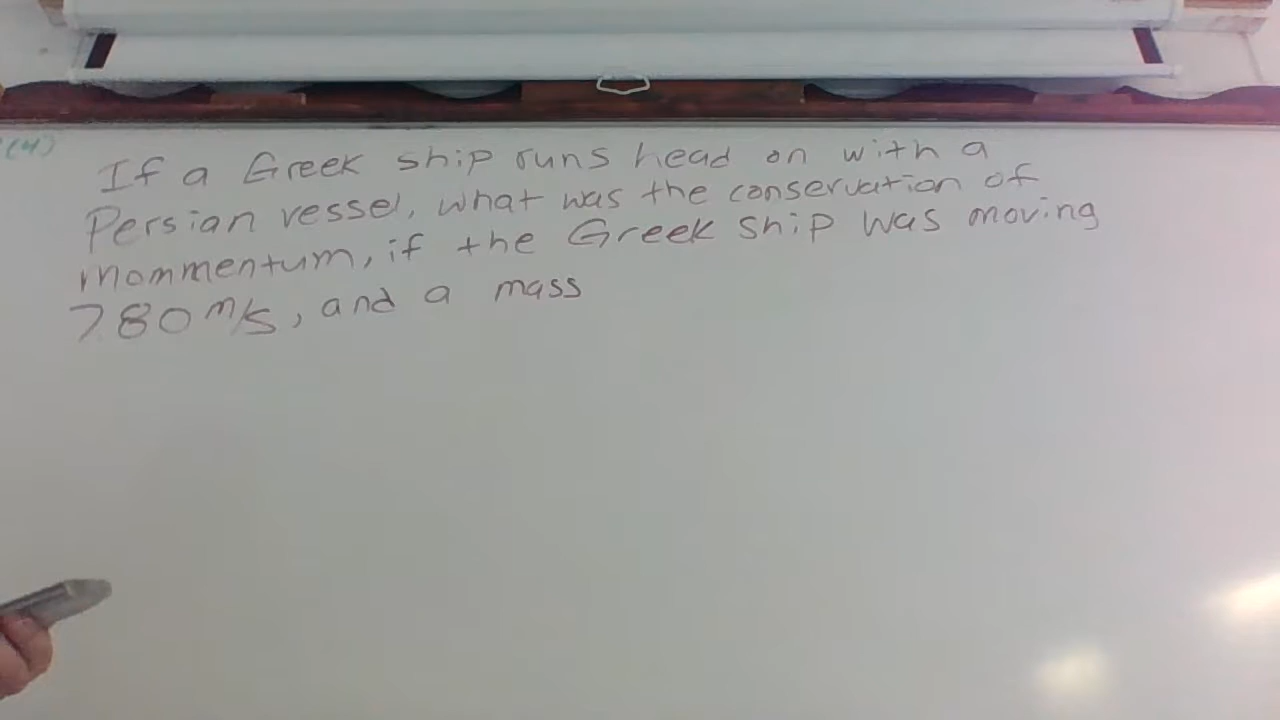 (4)
If a Greek ship runs head on with a
Persian vessel, what was the conservation of
mommentum, if the Greek ship was moving
7.80 m/s, and a mass